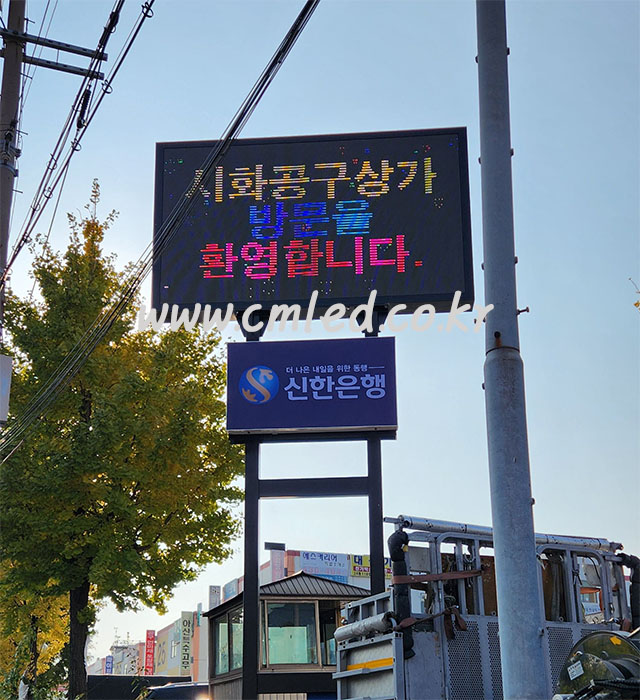 시화공구상가
방문을
환영합니다.
www.cmled.co.kr
더 나은 내일을 위한 동행
신한은행